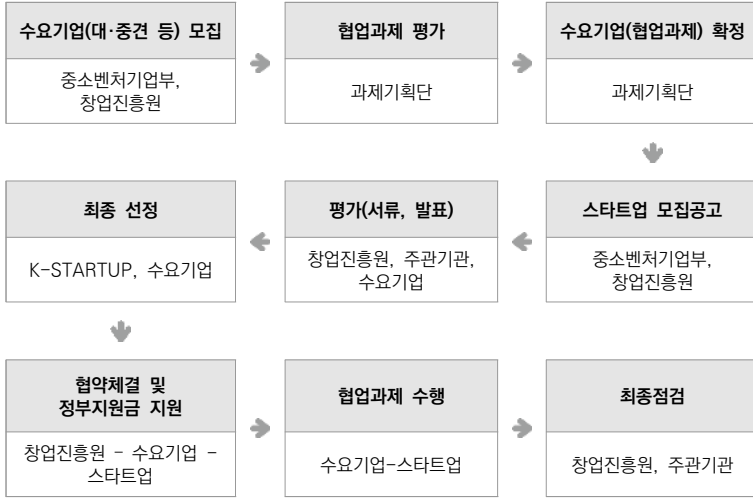 수요기업(대·중견 등) 모집
중소벤처기업부,
창업진흥원
협업과제 평가
과제기획단
수요기업(협업과제) 확정
과제기획단
스타트업 모집공고
중소벤처기업부,
창업진흥원
평가(서류, 발표)
창업진흥원, 주관기관,
수요기업
최종 선정
K-STARTUP, 수요기업
협약체결 및
정부지원금 지원
창업진흥원 - 수요기업 -
스타트업
협업과제 수행
수요기업-스타트업
최종점검
창업진흥원, 주관기관